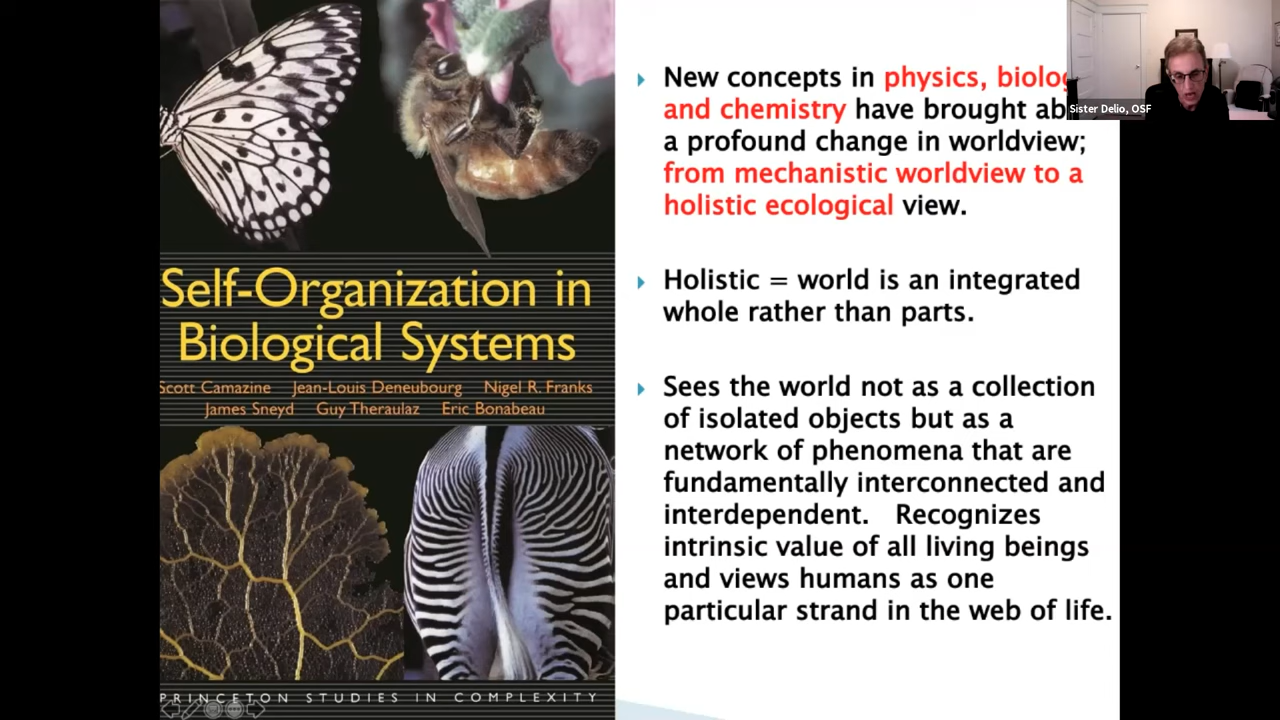 Self-Organization in
Biological Systems
Scott Camazine Jean-Louis Deneubourg Nigel R. Franks
James Sneyd Guy Theraulaz Eric Bonabeau
PRINCETON STUDIES IN COMPLEXITY
New concepts in physics,
and chemistry have brought
a profound change in worldview;
from mechanistic worldview to a
holistic ecological view.
Holistic = world is an integrated
whole rather than parts.
Sees the world not as a collection
of isolated objects but as a
network of phenomena that are
fundamentally interconnected and
interdependent. Recognizes
intrinsic value of all living beings
and views humans as one
particular strand in the web of life.
Sister Delio, OSF